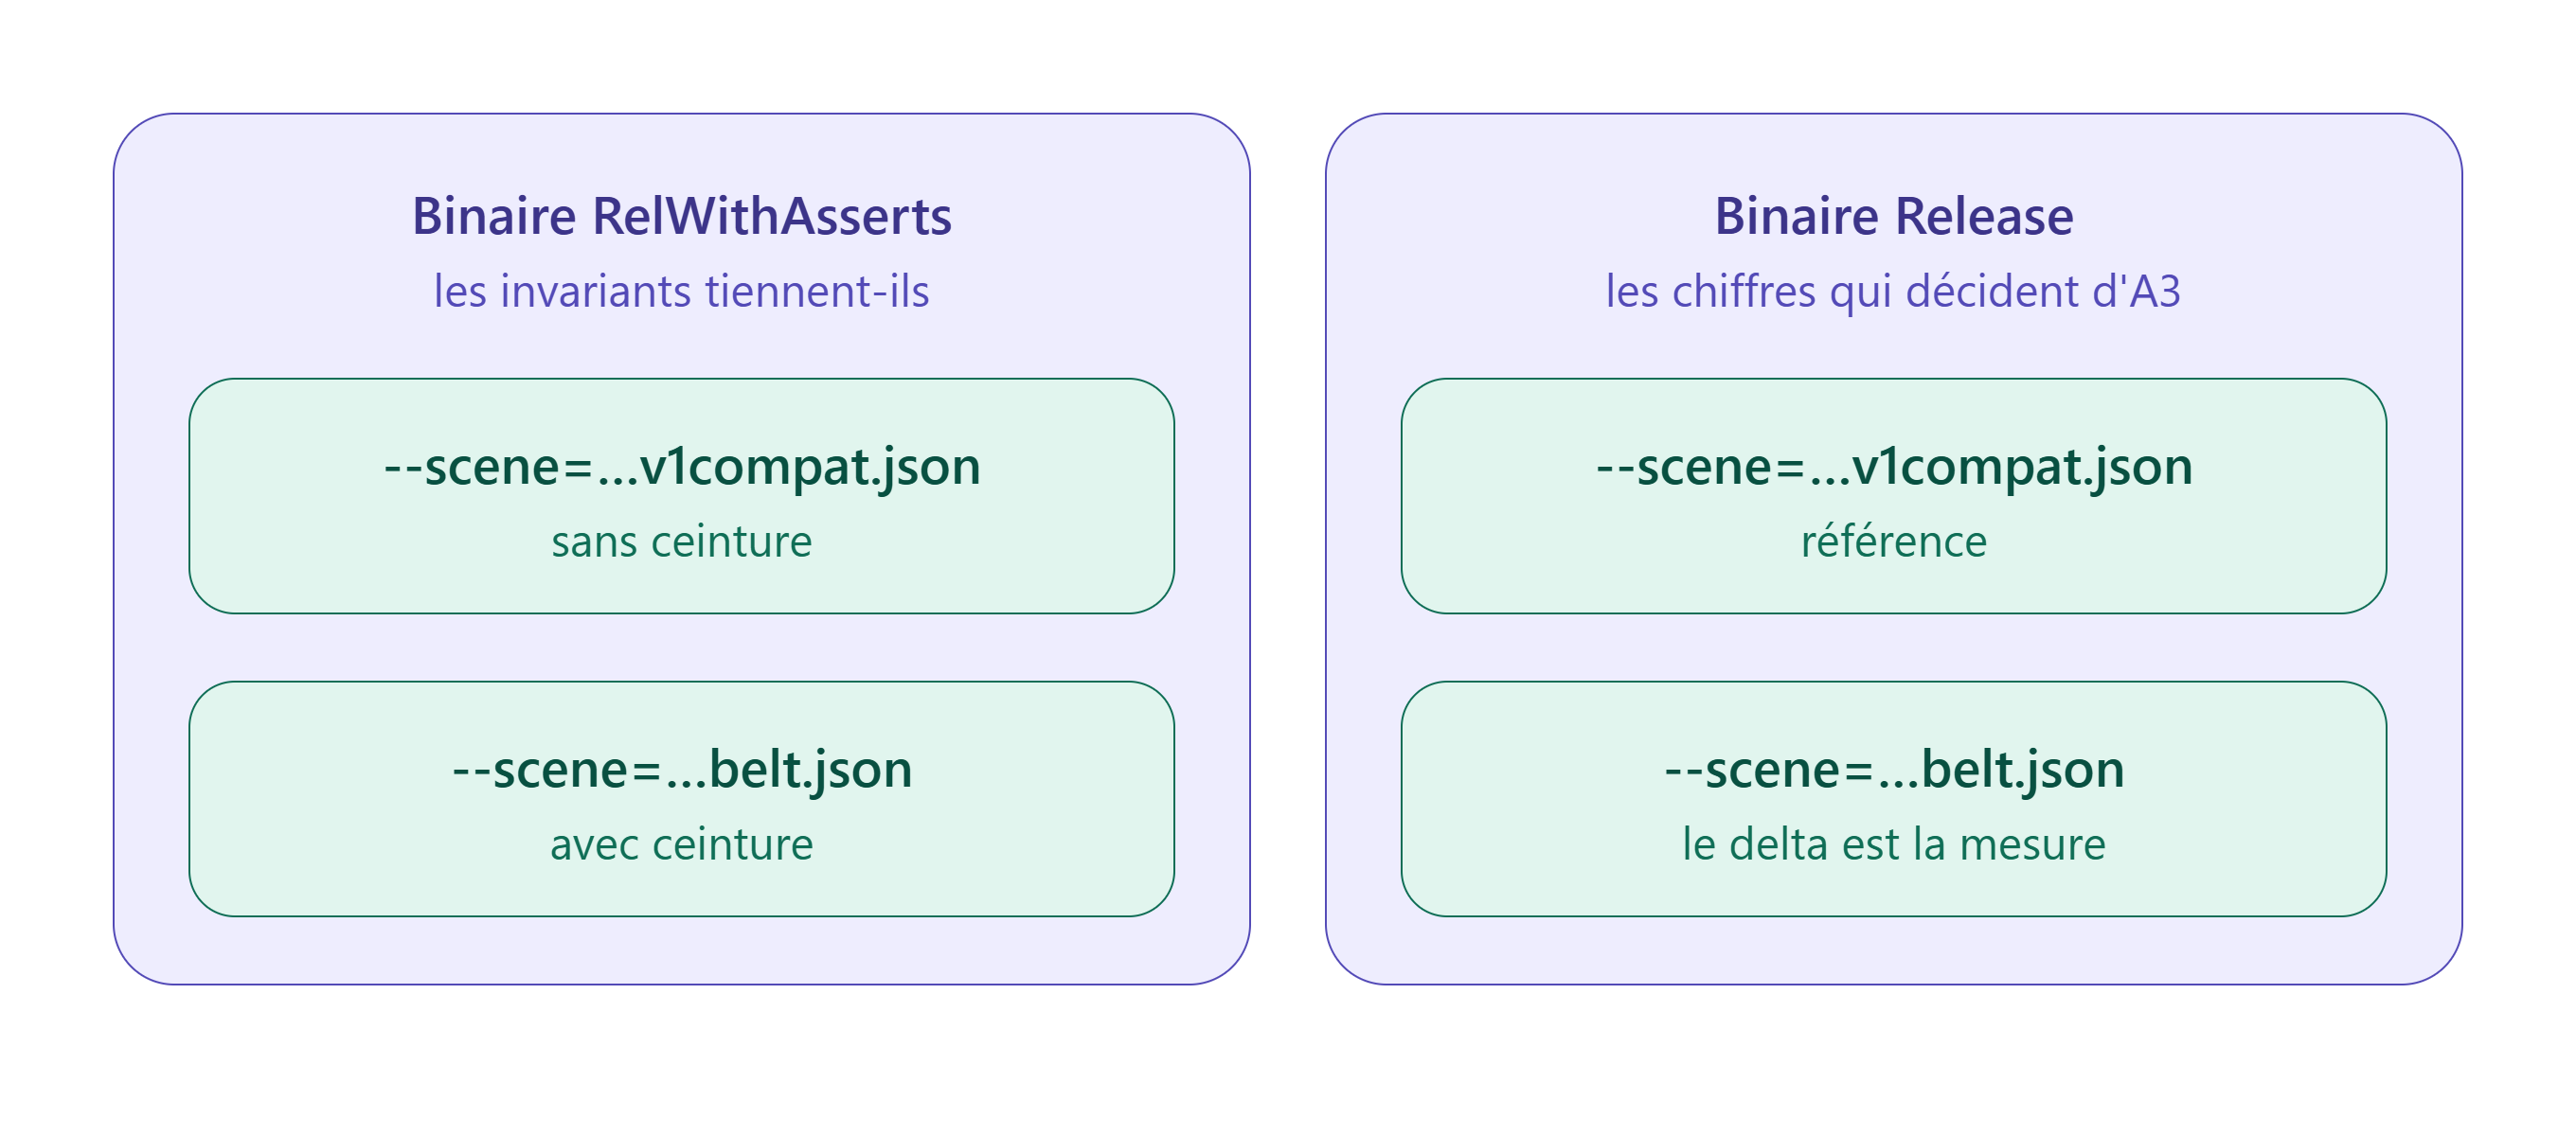 Binaire RelWithAsserts
les invariants tiennent-ils
--scene=...v1compat.json
sans ceinture
--scene=...belt.json
avec ceinture
Binaire Release
les chiffres qui décident d'A3
--scene=...v1compat.json
référence
--scene=...belt.json
le delta est la mesure